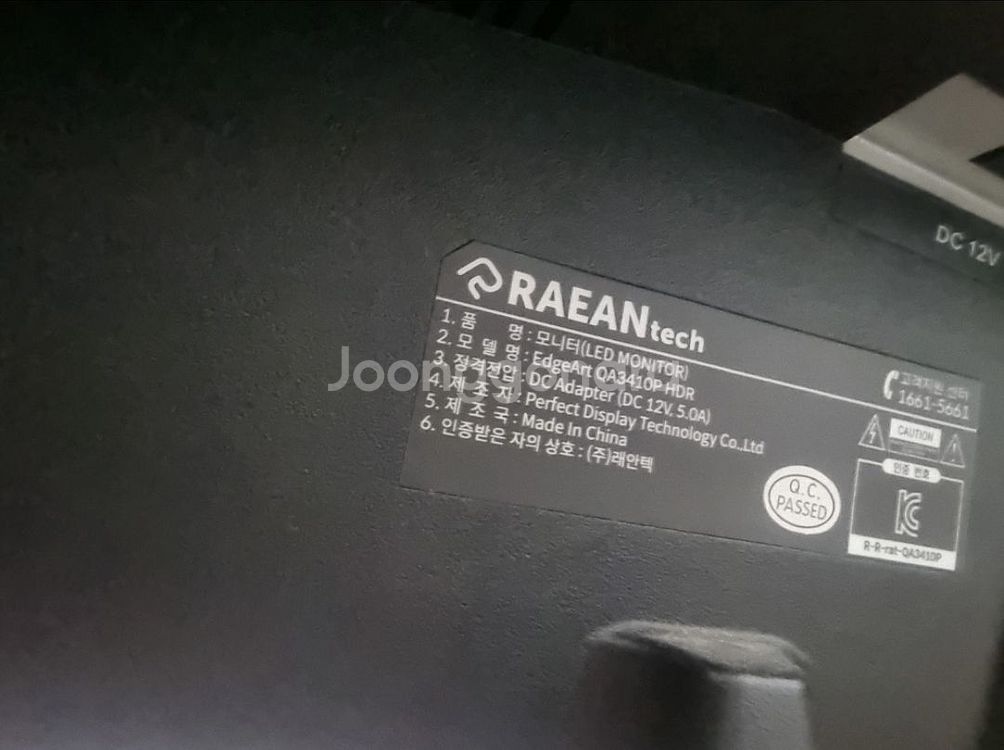 DC 12V
RAEANtech
1. 품 명 : 모니터(LED MONITOR)
2. 모 델 명 : EdgeArt QA3410P HDR
3. 정격전압 : DC Adapter (DC 12V, 5.0A)
4. 제 조 자 : Perfect Display Technology Co.,Ltd
5. 제 조 국 : Made In China
6. 인증받은 자의 상호 : (주)래안텍
고객지원 센터
1661-5661
CAUTION
인증 번호
R-R-rat-QA3410P
Q.C.
PASSED